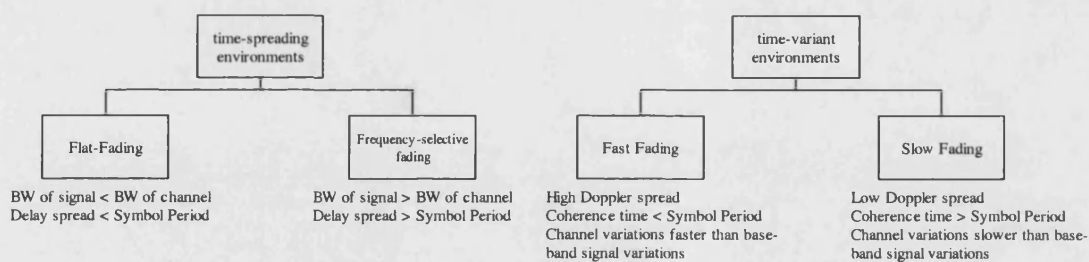 time-spreading
environments
Flat-Fading
Frequency-selective
fading
BW of signal < BW of channel
Delay spread < Symbol Period
BW of signal > BW of channel
Delay spread > Symbol Period
time-variant
environments
Fast Fading
Slow Fading
High Doppler spread
Coherence time < Symbol Period
Channel variations faster than base-
band signal variations
Low Doppler spread
Coherence time > Symbol Period
Channel variations slower than base-
band signal variations